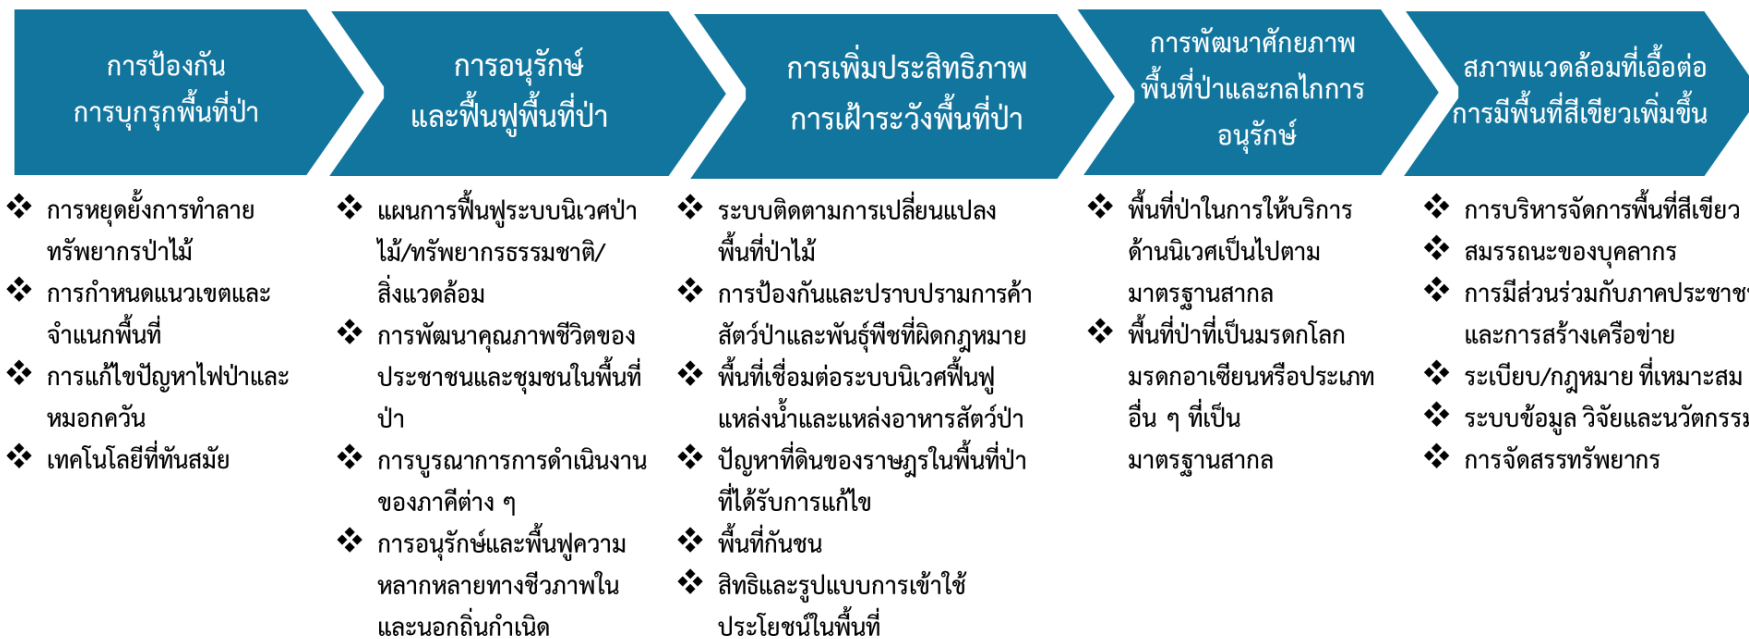 การป้องกัน
การบุกรุกพื้นที่ป่า
การอนุรักษ์
และฟื้นฟูพื้นที่ป่า
การเพิ่มประสิทธิภาพ
การเฝ้าระวังพื้นที่ป่า
การพัฒนาศักยภาพ
พื้นที่ป่าและกลไกการ
อนุรักษ์
สภาพแวดล้อมที่เอื้อต่อ
การมีพื้นที่สีเขียวเพิ่มขึ้น
❖ การหยุดยั้งการทำลาย
ทรัพยากรป่าไม้
❖ การกำหนดแนวเขตและ
จำแนกพื้นที่
❖ การแก้ไขปัญหาไฟป่าและ
หมอกควัน
❖ เทคโนโลยีที่ทันสมัย
❖ แผนการฟื้นฟูระบบนิเวศป่า
ไม้/ทรัพยากรธรรมชาติ/
สิ่งแวดล้อม
❖ การพัฒนาคุณภาพชีวิตของ
ประชาชนและชุมชนในพื้นที่
ป่า
❖ การบูรณาการการดำเนินงาน
ของภาคีต่าง ๆ
❖ การอนุรักษ์และพื้นฟูความ
หลากหลายทางชีวภาพใน
และนอกถิ่นกำเนิด
❖ ระบบติดตามการเปลี่ยนแปลง
พื้นที่ป่าไม้
❖ การป้องกันและปราบปรามการค้า
สัตว์ป่าและพันธุ์พืชที่ผิดกฎหมาย
❖ พื้นที่เชื่อมต่อระบบนิเวศฟื้นฟู
แหล่งน้ำและแหล่งอาหารสัตว์ป่า
❖ ปัญหาที่ดินของราษฎรในพื้นที่ป่า
ที่ได้รับการแก้ไข
❖ พื้นที่กันชน
❖ สิทธิและรูปแบบการเข้าใช้
ประโยชน์ในพื้นที่
❖ พื้นที่ป่าในการให้บริการ
ด้านนิเวศเป็นไปตาม
มาตรฐานสากล
❖ พื้นที่ป่าที่เป็นมรดกโลก
มรดกอาเซียนหรือประเภท
อื่น ๆ ที่เป็น
มาตรฐานสากล
❖ การบริหารจัดการพื้นที่สีเขียว
❖ สมรรถนะของบุคลากร
❖ การมีส่วนร่วมกับภาคประชาชน
และการสร้างเครือข่าย
❖ ระเบียบ/กฎหมาย ที่เหมาะสม
❖ ระบบข้อมูล วิจัยและนวัตกรรม
❖ การจัดสรรทรัพยากร